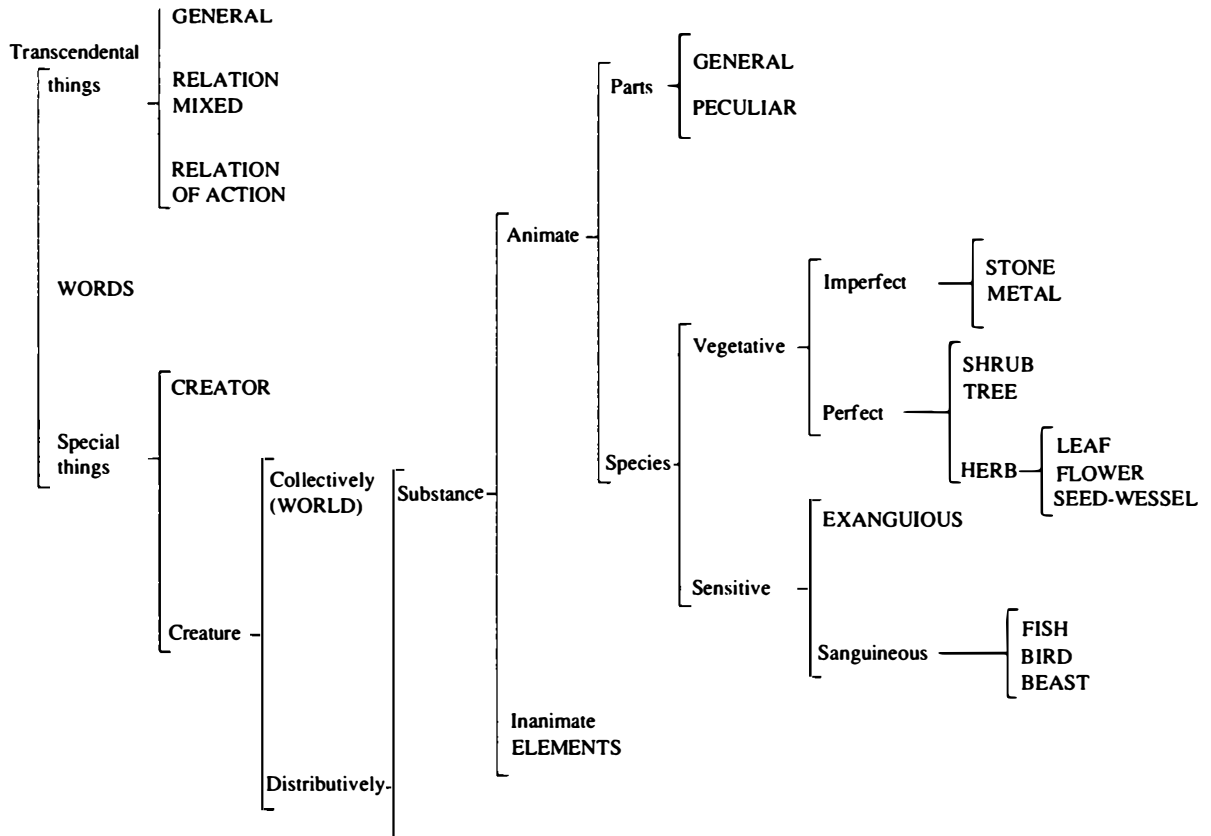 GENERAL
Transcendental
things
RELATION
MIXED
RELATION
OF ACTION
WORDS
Special
things
CREATOR
Creature
Collectively
(WORLD)
Distributively
Substance
Animate
Inanimate
ELEMENTS
Parts
GENERAL
PECULIAR
Species
Vegetative
Imperfect
STONE
METAL
Perfect
SHRUB
TREE
HERB
LEAF
FLOWER
SEED-WESSEL
Sensitive
EXANGUIOUS
Sanguineous
FISH
BIRD
BEAST